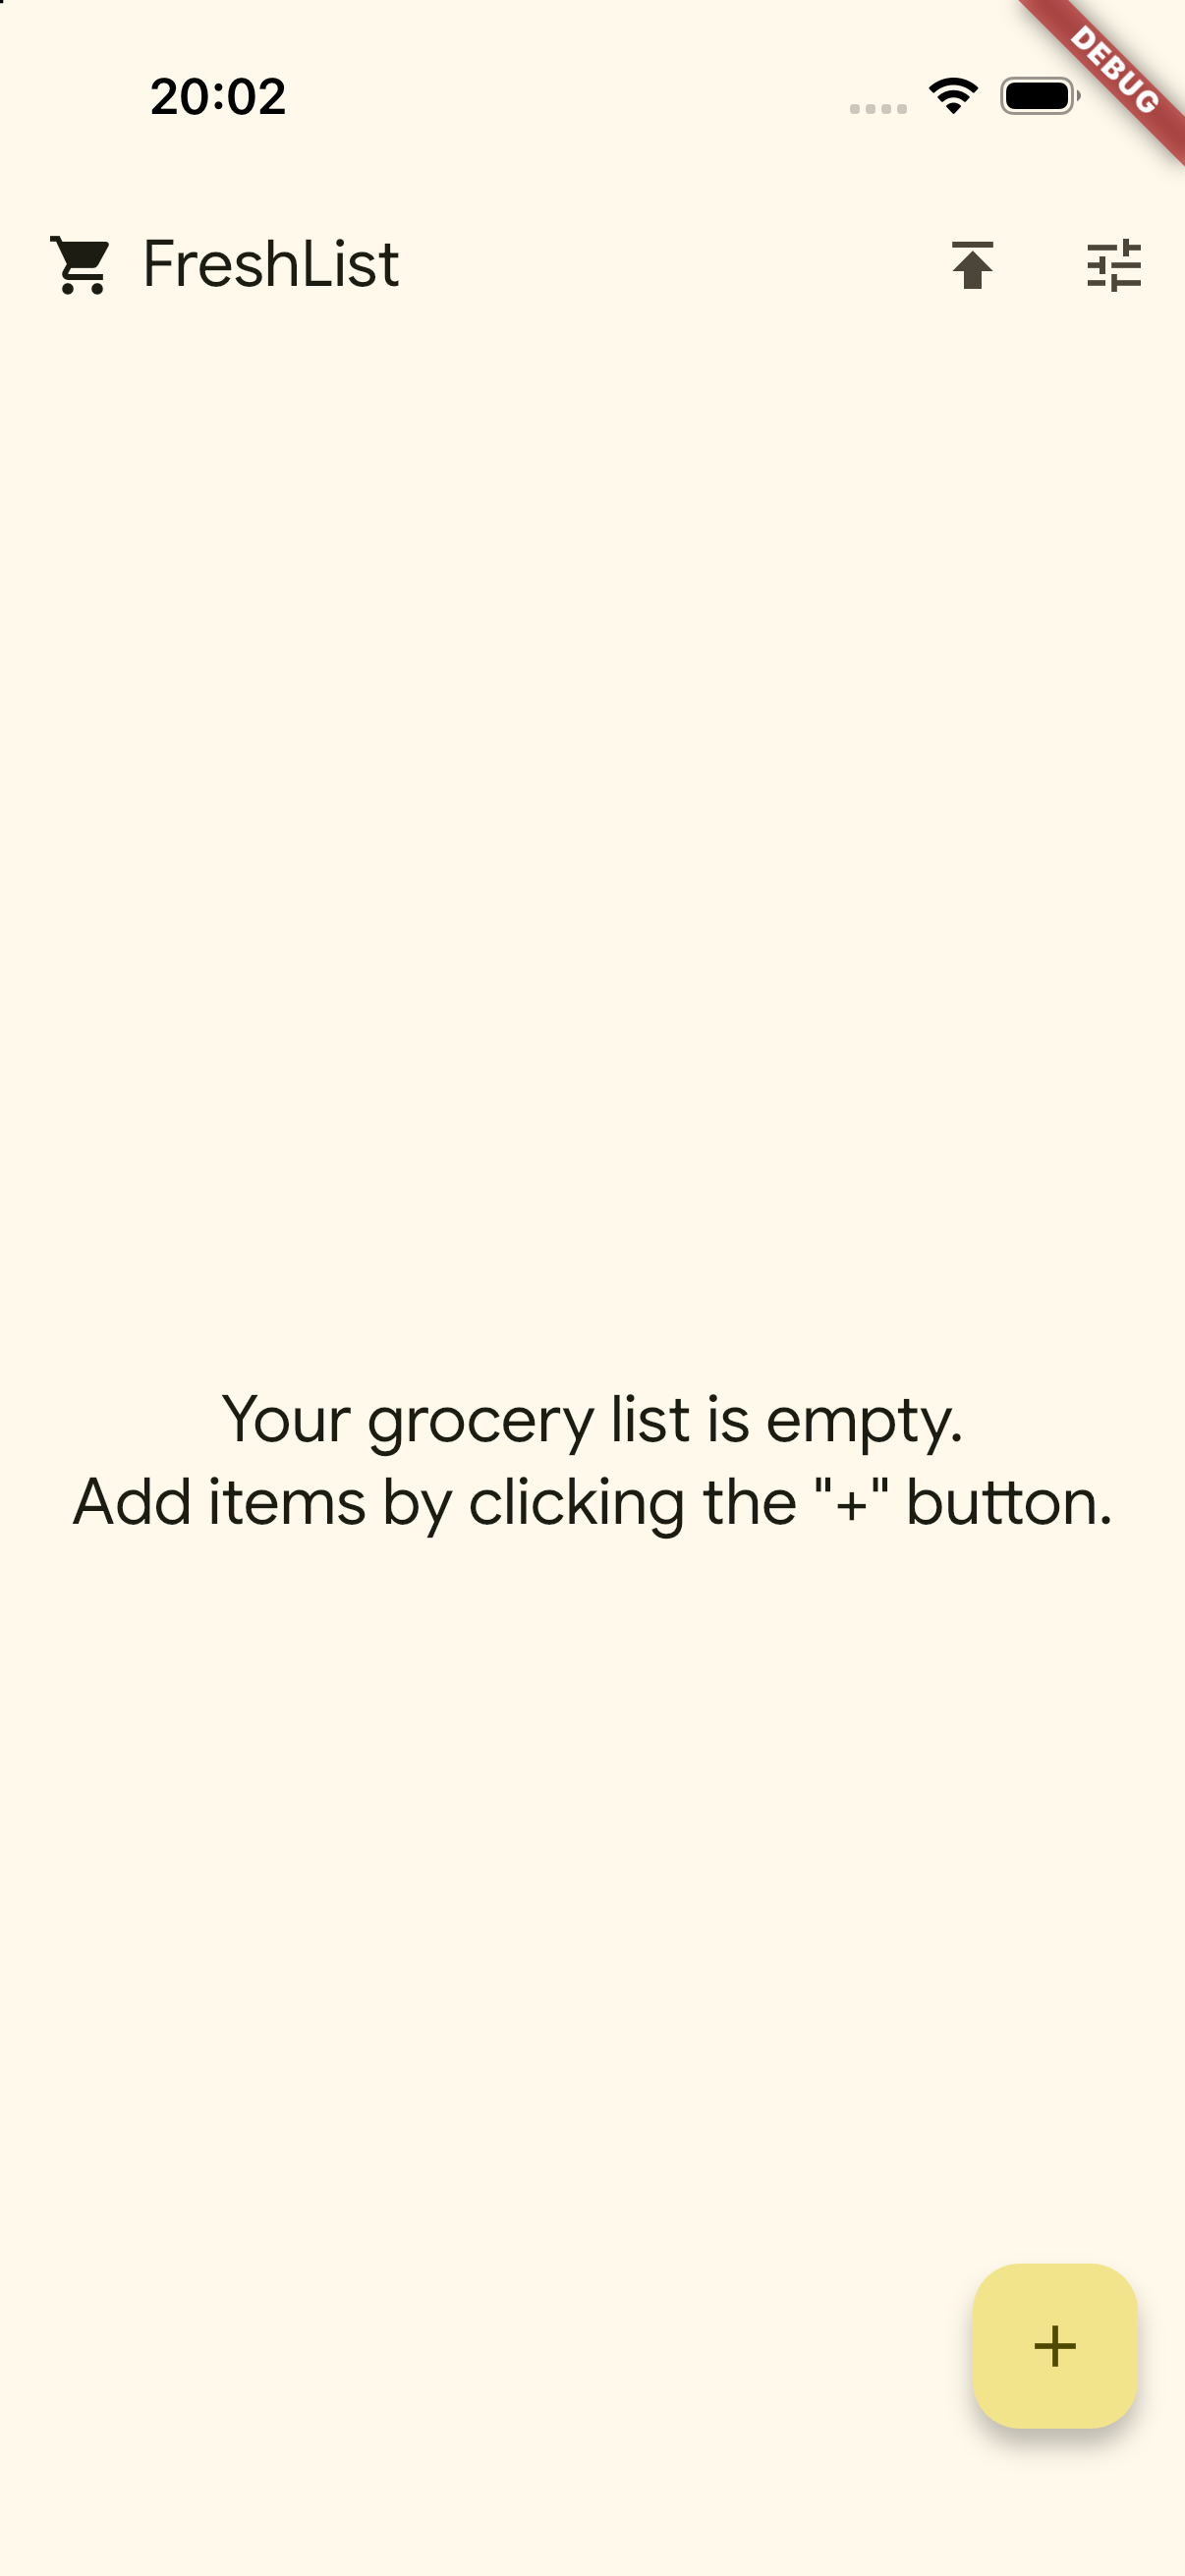 20:02
DEBUG
FreshList
Your grocery list is empty.
Add items by clicking the "+" button.
+